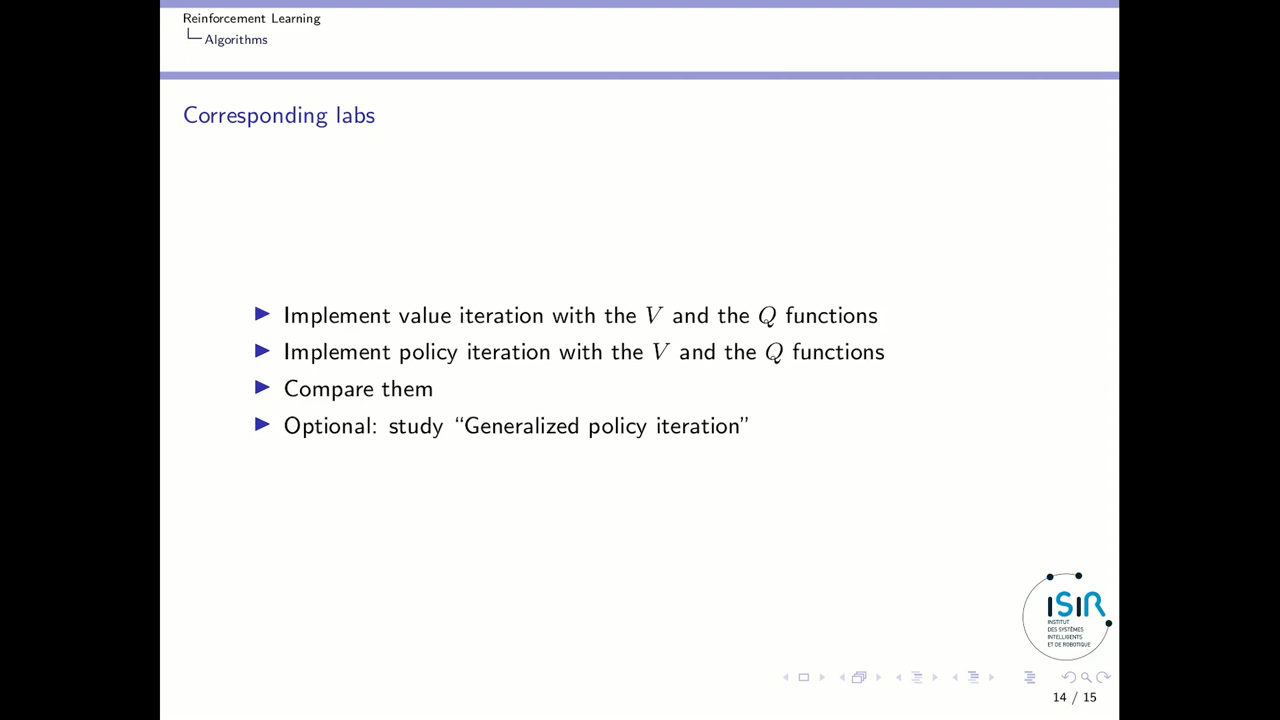 Reinforcement Learning
Algorithms
Corresponding labs
Implement value iteration with the V and the Q functions
Implement policy iteration with the V and the Q functions
Compare them
Optional: study “Generalized policy iteration”
ISIR
INSTITUT
DES SYSTÈMES
INTELLIGENTS
ET DE ROBOTIQUE
14 / 15